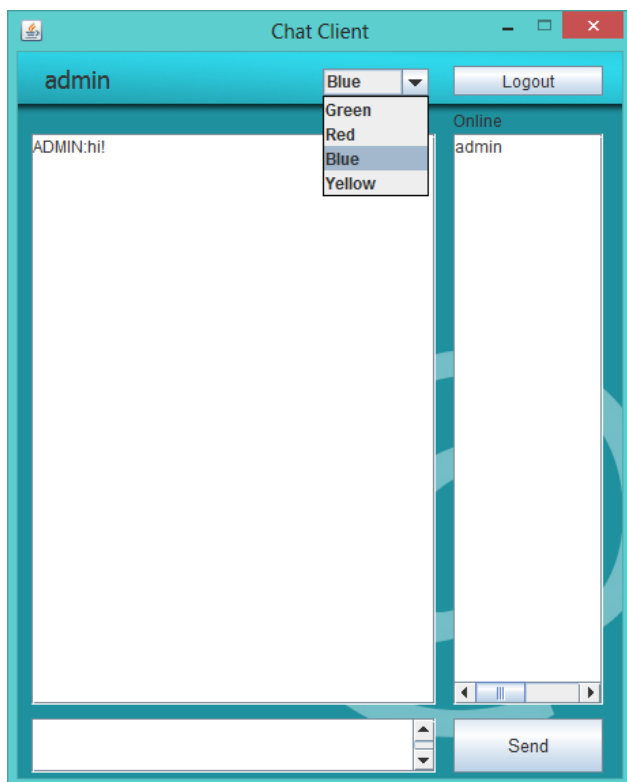 Chat Client
admin
Blue
Logout
Green
Red
Blue
Yellow
Online
ADMIN:hi!
admin
Send